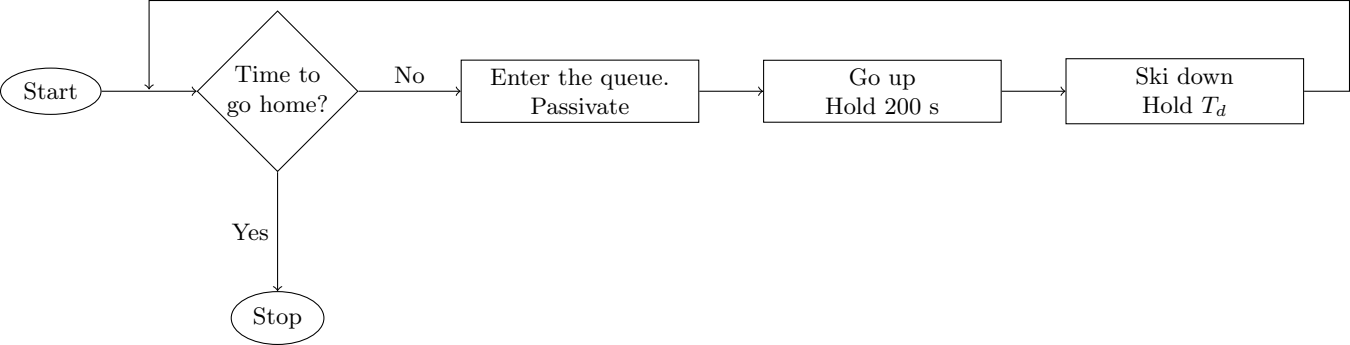 Start
Time to
go home?
No
Enter the queue.
Passivate
Go up
Hold 200 s
Ski down
Hold T_d
Yes
Stop